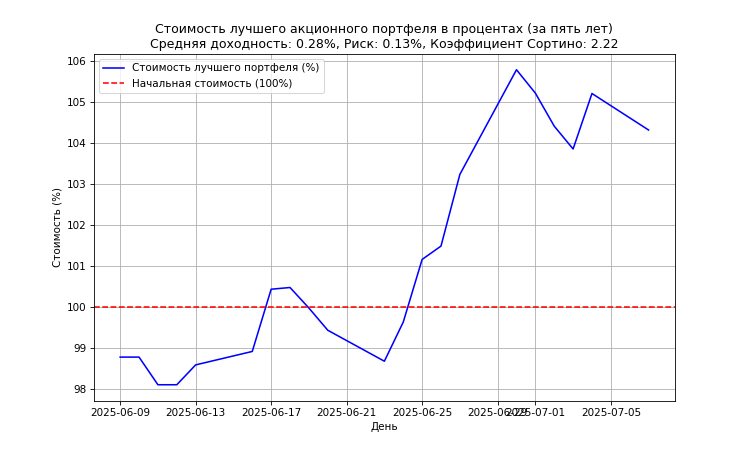 Стоимость лучшего акционного портфеля в процентах (за пять лет)
Средняя доходность: 0.28%, Риск: 0.13%, Коэффициент Сортино: 2.22
Стоимость лучшего портфеля (%)
Начальная стоимость (100%)
Стоимость (%)
106
105
104
103
102
101
100
99
98
2025-06-09 2025-06-13 2025-06-17 2025-06-21 2025-06-25 2025-06-29 2025-07-01 2025-07-05
День